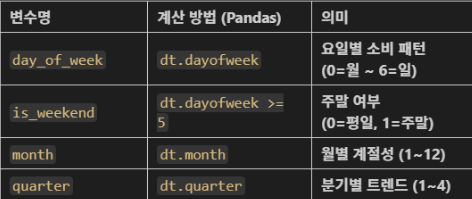 변수명 계산 방법 (Pandas) 의미
day_of_week dt.dayofweek 요일별 소비 패턴
(0=월 ~ 6=일)
is_weekend dt.dayofweek >= 주말 여부
5 (0=평일, 1=주말)
month dt.month 월별 계절성 (1~12)
quarter dt.quarter 분기별 트렌드 (1~4)